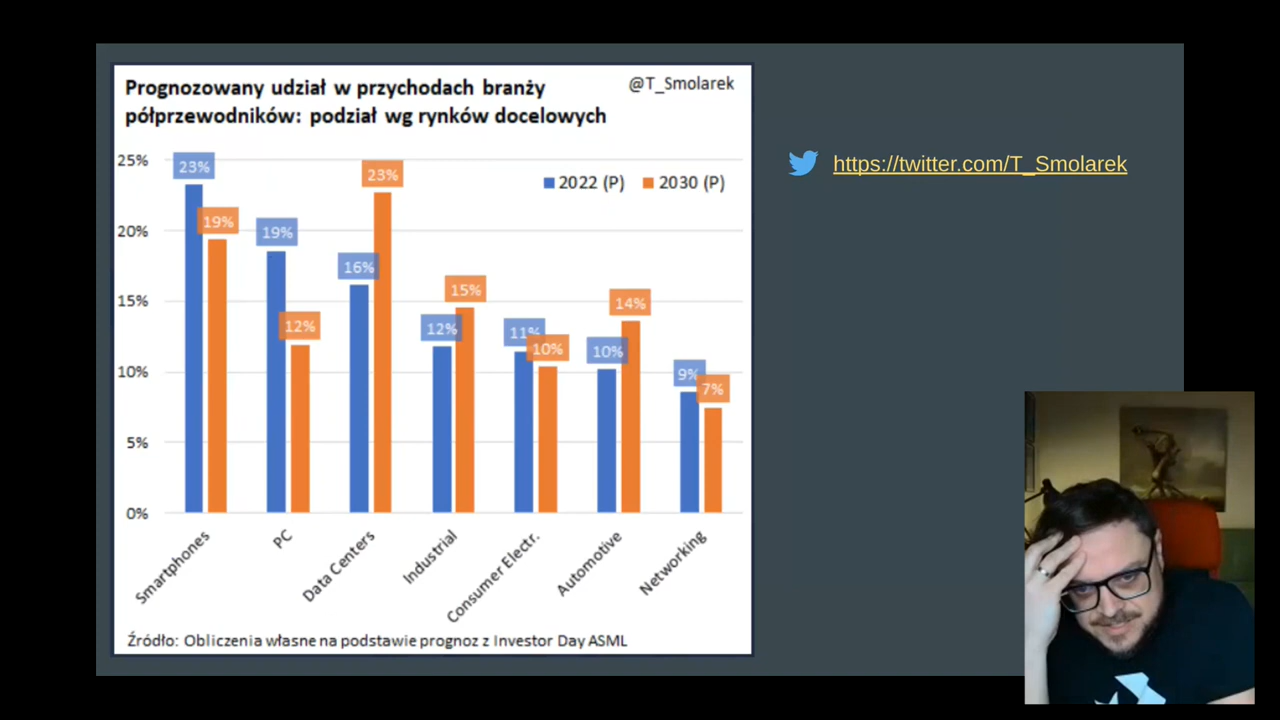 Prognozowany udział w przychodach branży
półprzewodników: podział wg rynków docelowych
@T_Smolarek
2022 (P) 2030 (P)
25%
20%
15%
10%
5%
0%
23% 19%
19% 12%
16% 23%
12% 15%
11% 10%
10% 14%
9% 7%
Smartphones
PC
Data Centers
Industrial
Consumer Electr.
Automotive
Networking
Źródło: Obliczenia własne na podstawie prognoz z Investor Day ASML
https://twitter.com/T_Smolarek